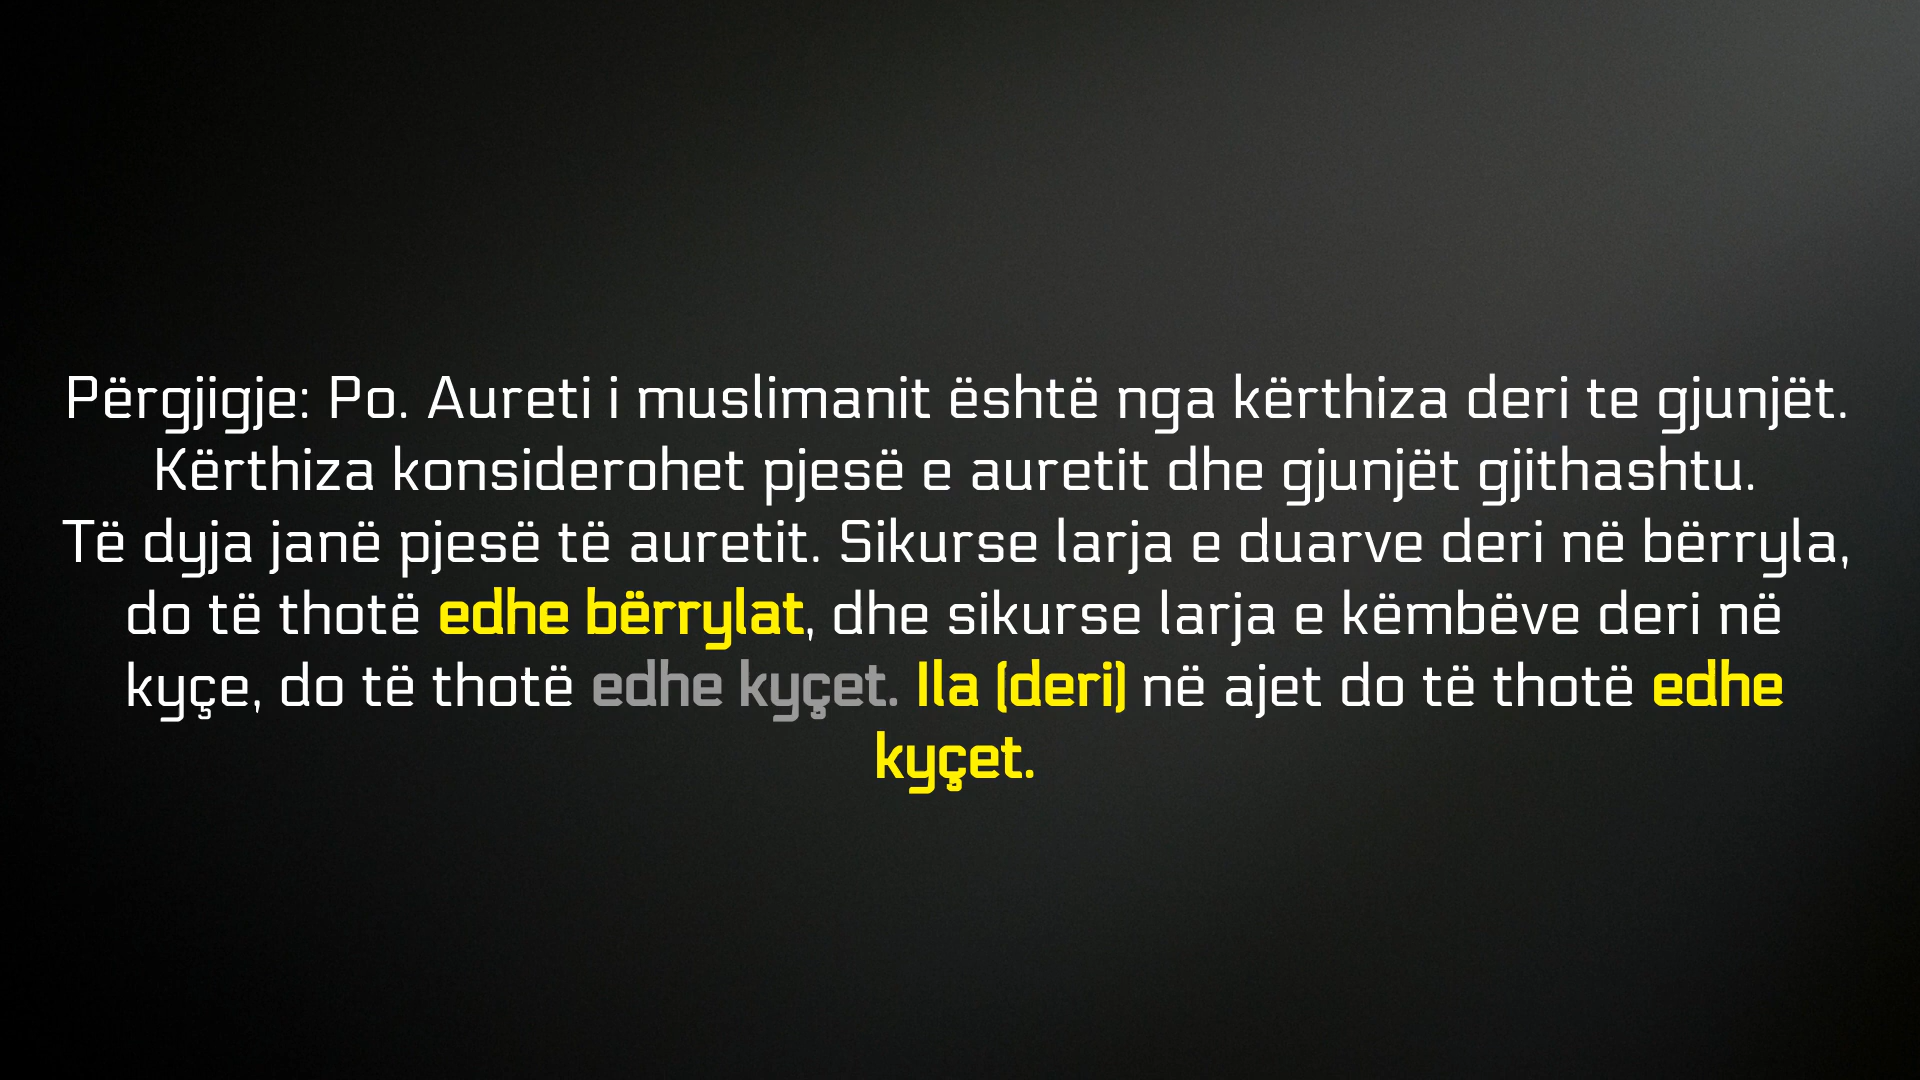 Përgjigje: Po. Aureti i muslimanit është nga kërthiza deri te gjunjët.
Kërthiza konsiderohet pjesë e auretit dhe gjunjët gjithashtu.
Të dyja janë pjesë të auretit. Sikurse larja e duarve deri në bërryla,
do të thotë edhe bërrylat, dhe sikurse larja e këmbëve deri në
kyçe, do të thotë edhe kyçet. Ila (deri) në ajet do të thotë edhe
kyçet.